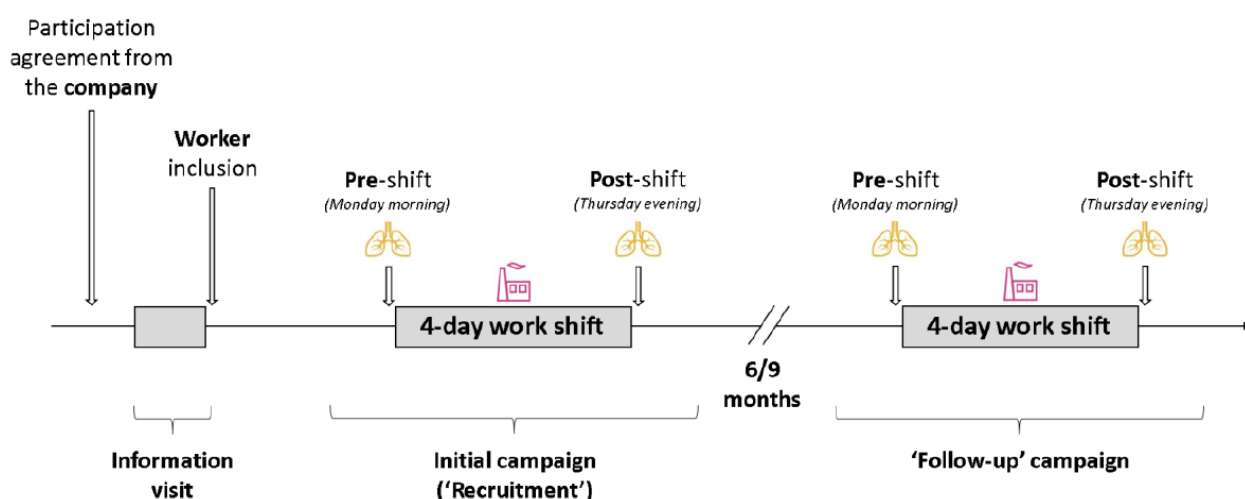 Participation
agreement from
the company
Worker
inclusion
Pre-shift
(Monday morning)
Post-shift
(Thursday evening)
Pre-shift
(Monday morning)
Post-shift
(Thursday evening)
4-day work shift
4-day work shift
6/9
months
Information
visit
Initial campaign
('Recruitment')
'Follow-up' campaign